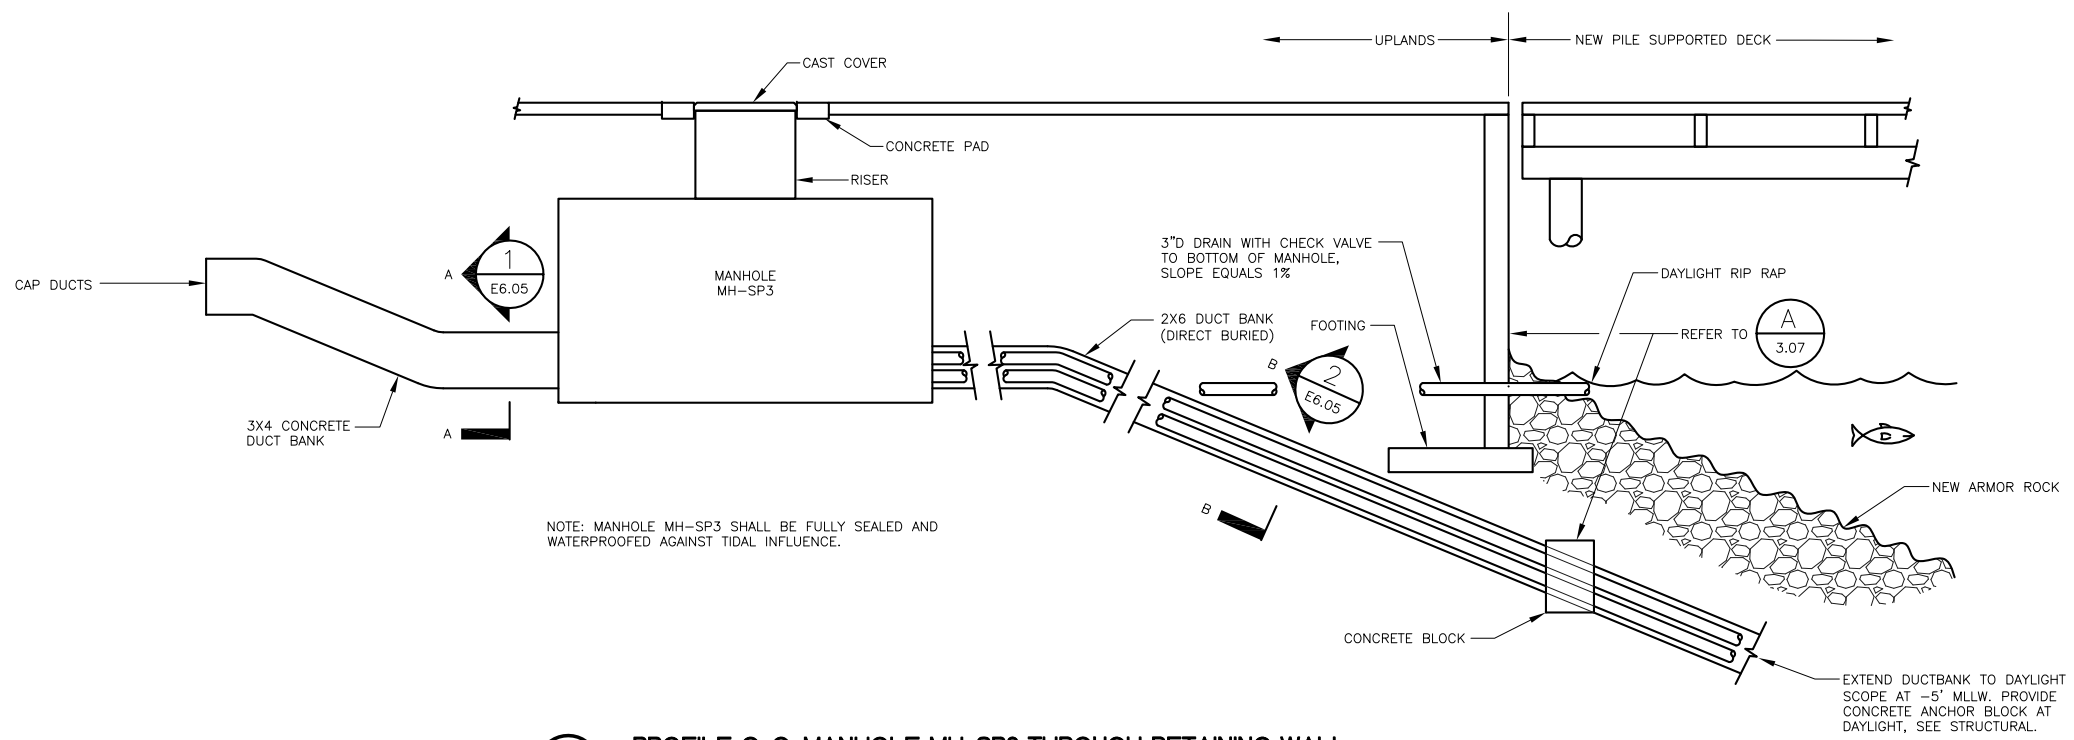 UPLANDS
NEW PILE SUPPORTED DECK
CAST COVER
CONCRETE PAD
RISER
3"D DRAIN WITH CHECK VALVE
TO BOTTOM OF MANHOLE,
SLOPE EQUALS 1%
1
A
E6.05
MANHOLE
MH-SP3
CAP DUCTS
DAYLIGHT RIP RAP
2X6 DUCT BANK
(DIRECT BURIED)
FOOTING
REFER TO
A
3.07
B
2
E6.05
3X4 CONCRETE
DUCT BANK
A
NEW ARMOR ROCK
B
NOTE: MANHOLE MH-SP3 SHALL BE FULLY SEALED AND
WATERPROOFED AGAINST TIDAL INFLUENCE.
CONCRETE BLOCK
EXTEND DUCTBANK TO DAYLIGHT
SCOPE AT -5' MLLW. PROVIDE
CONCRETE ANCHOR BLOCK AT
DAYLIGHT, SEE STRUCTURAL.
MANHOLE THROUGH RETAINING WALL